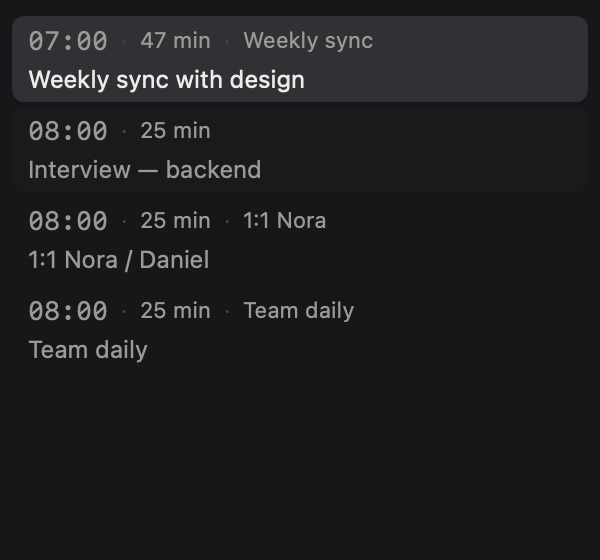 07:00 · 47 min · Weekly sync
Weekly sync with design
08:00 · 25 min
Interview — backend
08:00 · 25 min · 1:1 Nora
1:1 Nora / Daniel
08:00 · 25 min · Team daily
Team daily